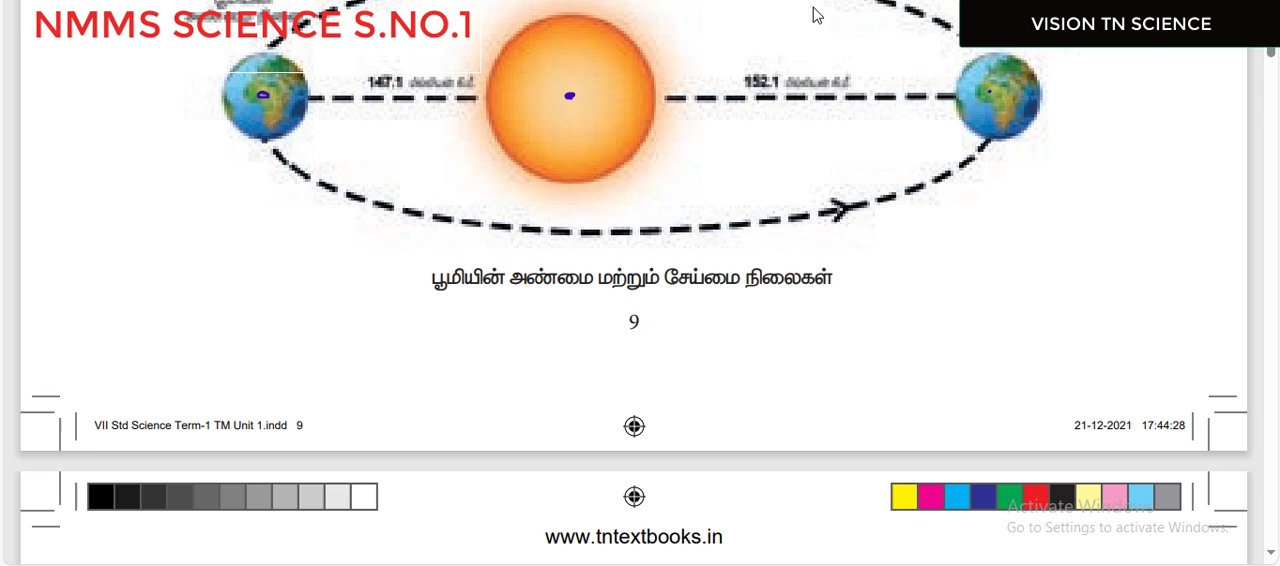 NMMS SCIENCE S.NO.1
VISION TN SCIENCE
147.1 மில்லியன் கி.மீ
152.1 மில்லியன் கி.மீ
பூமியின் அண்மை மற்றும் சேய்மை நிலைகள்
9
VII Std Science Term-1 TM Unit 1.indd 9
21-12-2021 17:44:28
Activate Windows
Go to Settings to activate Windows.
www.tntextbooks.in